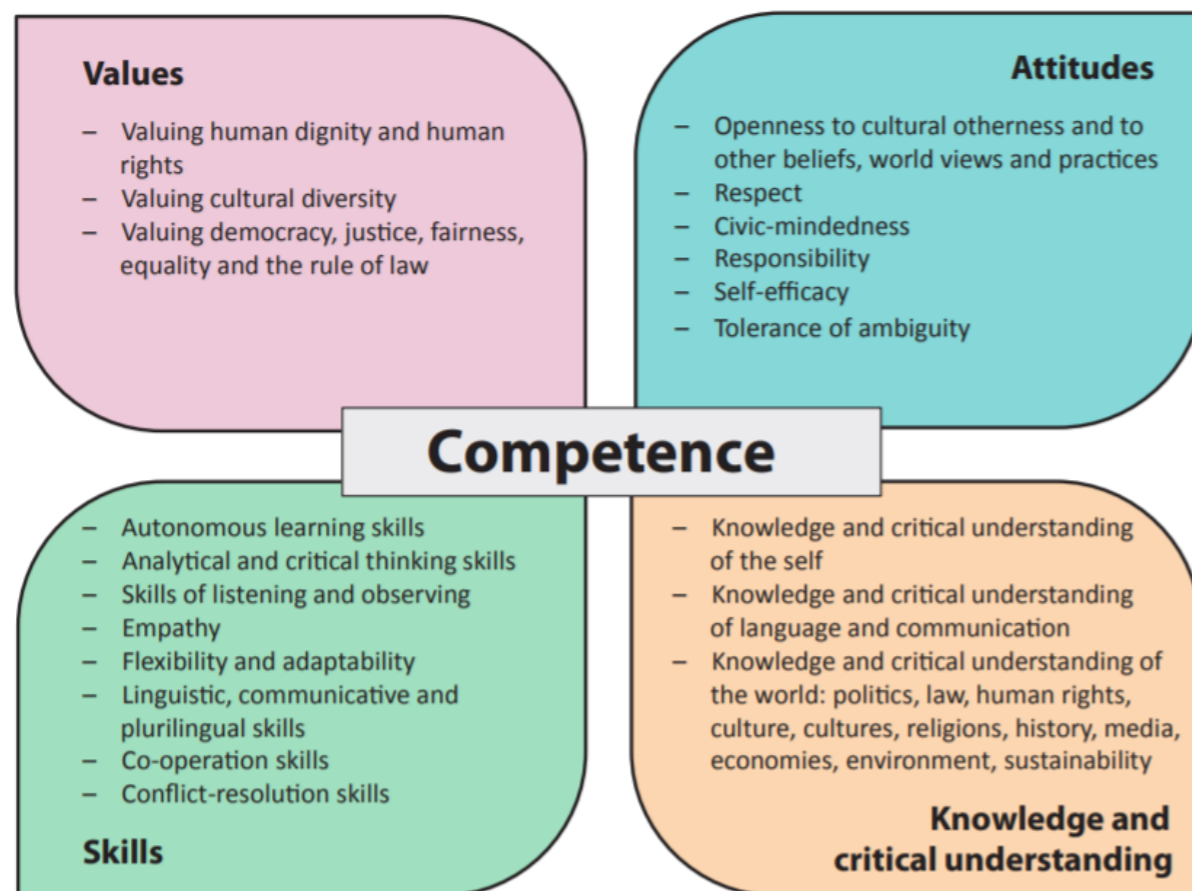 Values
– Valuing human dignity and human
rights
– Valuing cultural diversity
– Valuing democracy, justice, fairness,
equality and the rule of law
Attitudes
– Openness to cultural otherness and to
other beliefs, world views and practices
– Respect
– Civic-mindedness
– Responsibility
– Self-efficacy
– Tolerance of ambiguity
Competence
– Autonomous learning skills
– Analytical and critical thinking skills
– Skills of listening and observing
– Empathy
– Flexibility and adaptability
– Linguistic, communicative and
plurilingual skills
– Co-operation skills
– Conflict-resolution skills
Skills
– Knowledge and critical understanding
of the self
– Knowledge and critical understanding
of language and communication
– Knowledge and critical understanding of
the world: politics, law, human rights,
culture, cultures, religions, history, media,
economies, environment, sustainability
Knowledge and
critical understanding